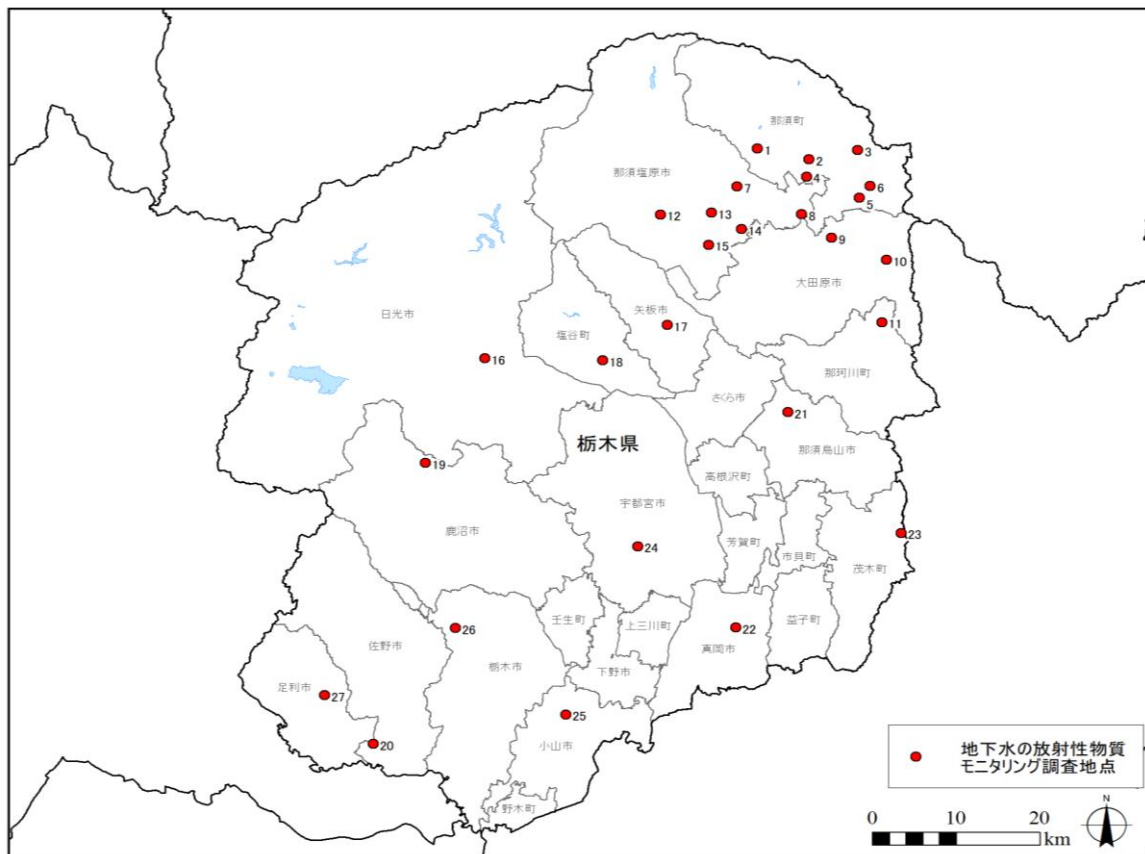 那須町
1
2
3
4
那須塩原市
7
6
5
12
13
8
14
9
15
10
大田原市
日光市
矢板市
11
塩谷町
17
16
18
那珂川町
さくら市
21
栃木県
那須烏山市
19
高根沢町
宇都宮市
鹿沼市
23
24
芳賀町
市貝町
茂木町
壬生町
上三川町
益子町
26
22
佐野市
真岡市
栃木市
下野市
足利市
27
25
20
小山市
野木町
地下水の放射性物質
モニタリング調査地点
N
0 10 20
km